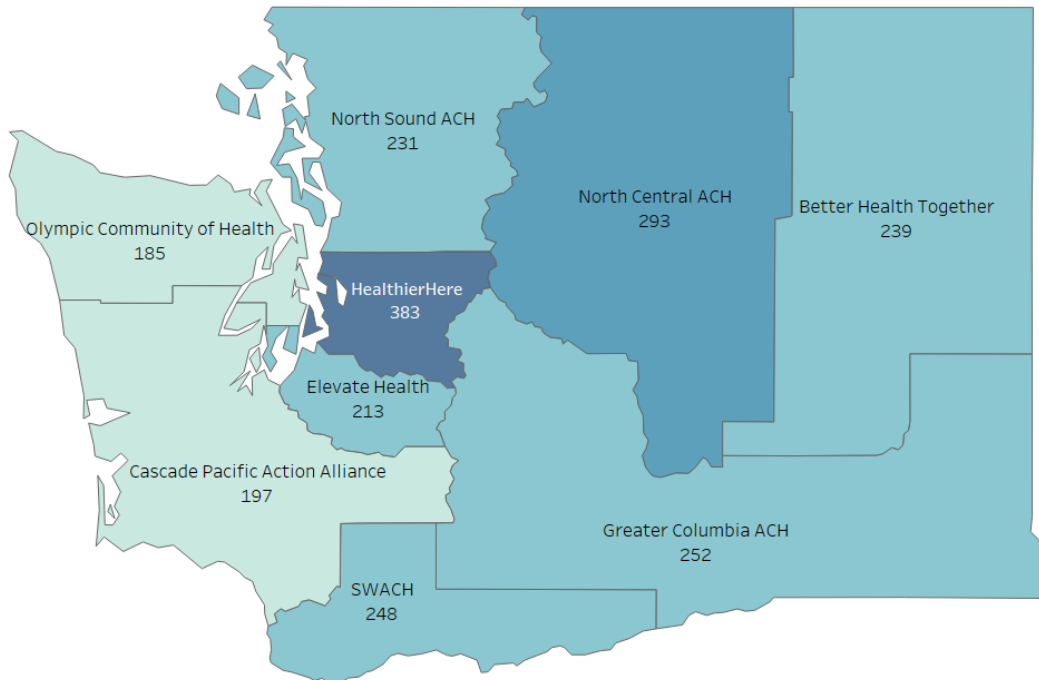 North Sound ACH
231
North Central ACH
293
Better Health Together
239
Olympic Community of Health
185
HealthierHere
383
Elevate Health
213
Cascade Pacific Action Alliance
197
Greater Columbia ACH
252
SWACH
248